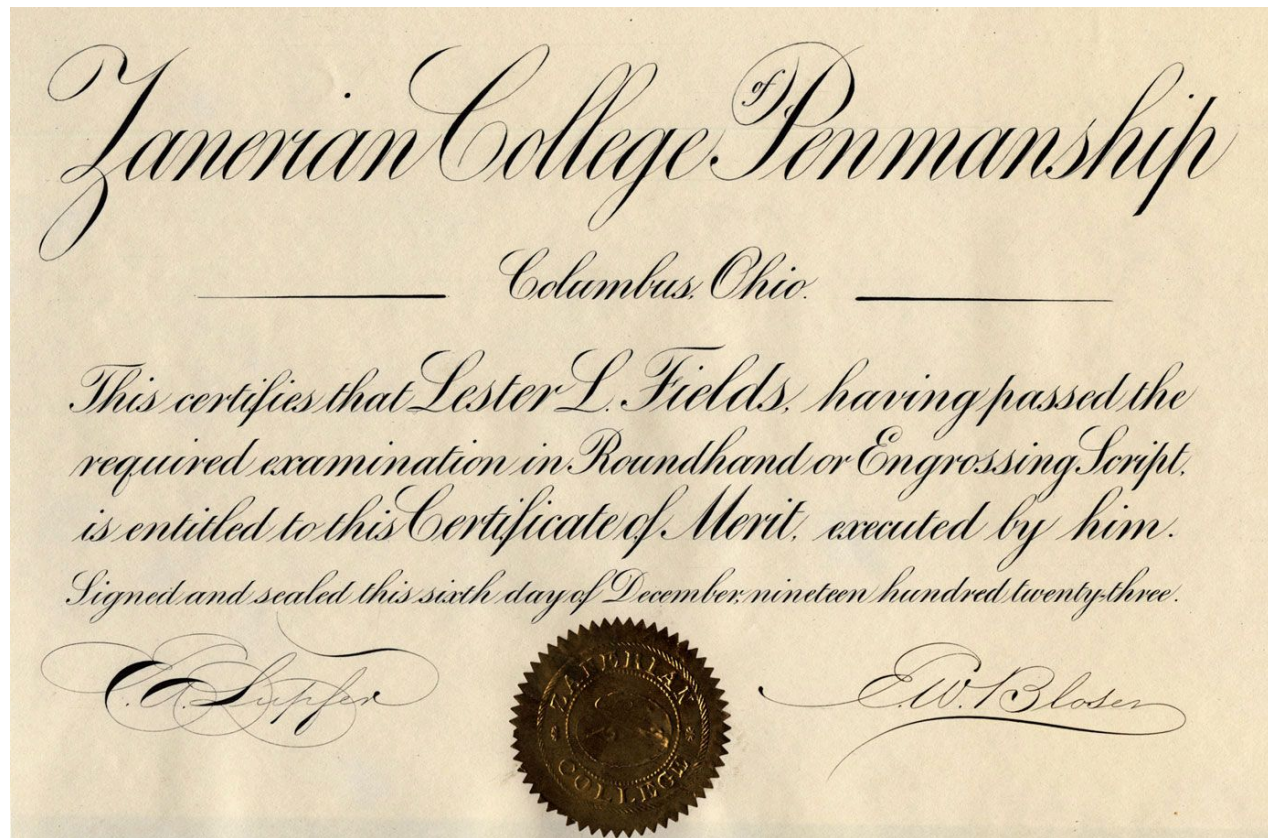 Zanerian College of Penmanship
Columbus, Ohio.
This certifies that Lester L. Fields, having passed the
required examination in Roundhand or Engrossing Script,
is entitled to this Certificate of Merit, executed by him.
Signed and sealed this sixth day of December, nineteen hundred twenty-three.
E.A. Lupfer
ZANERIAN
COLLEGE
E.W. Bloser